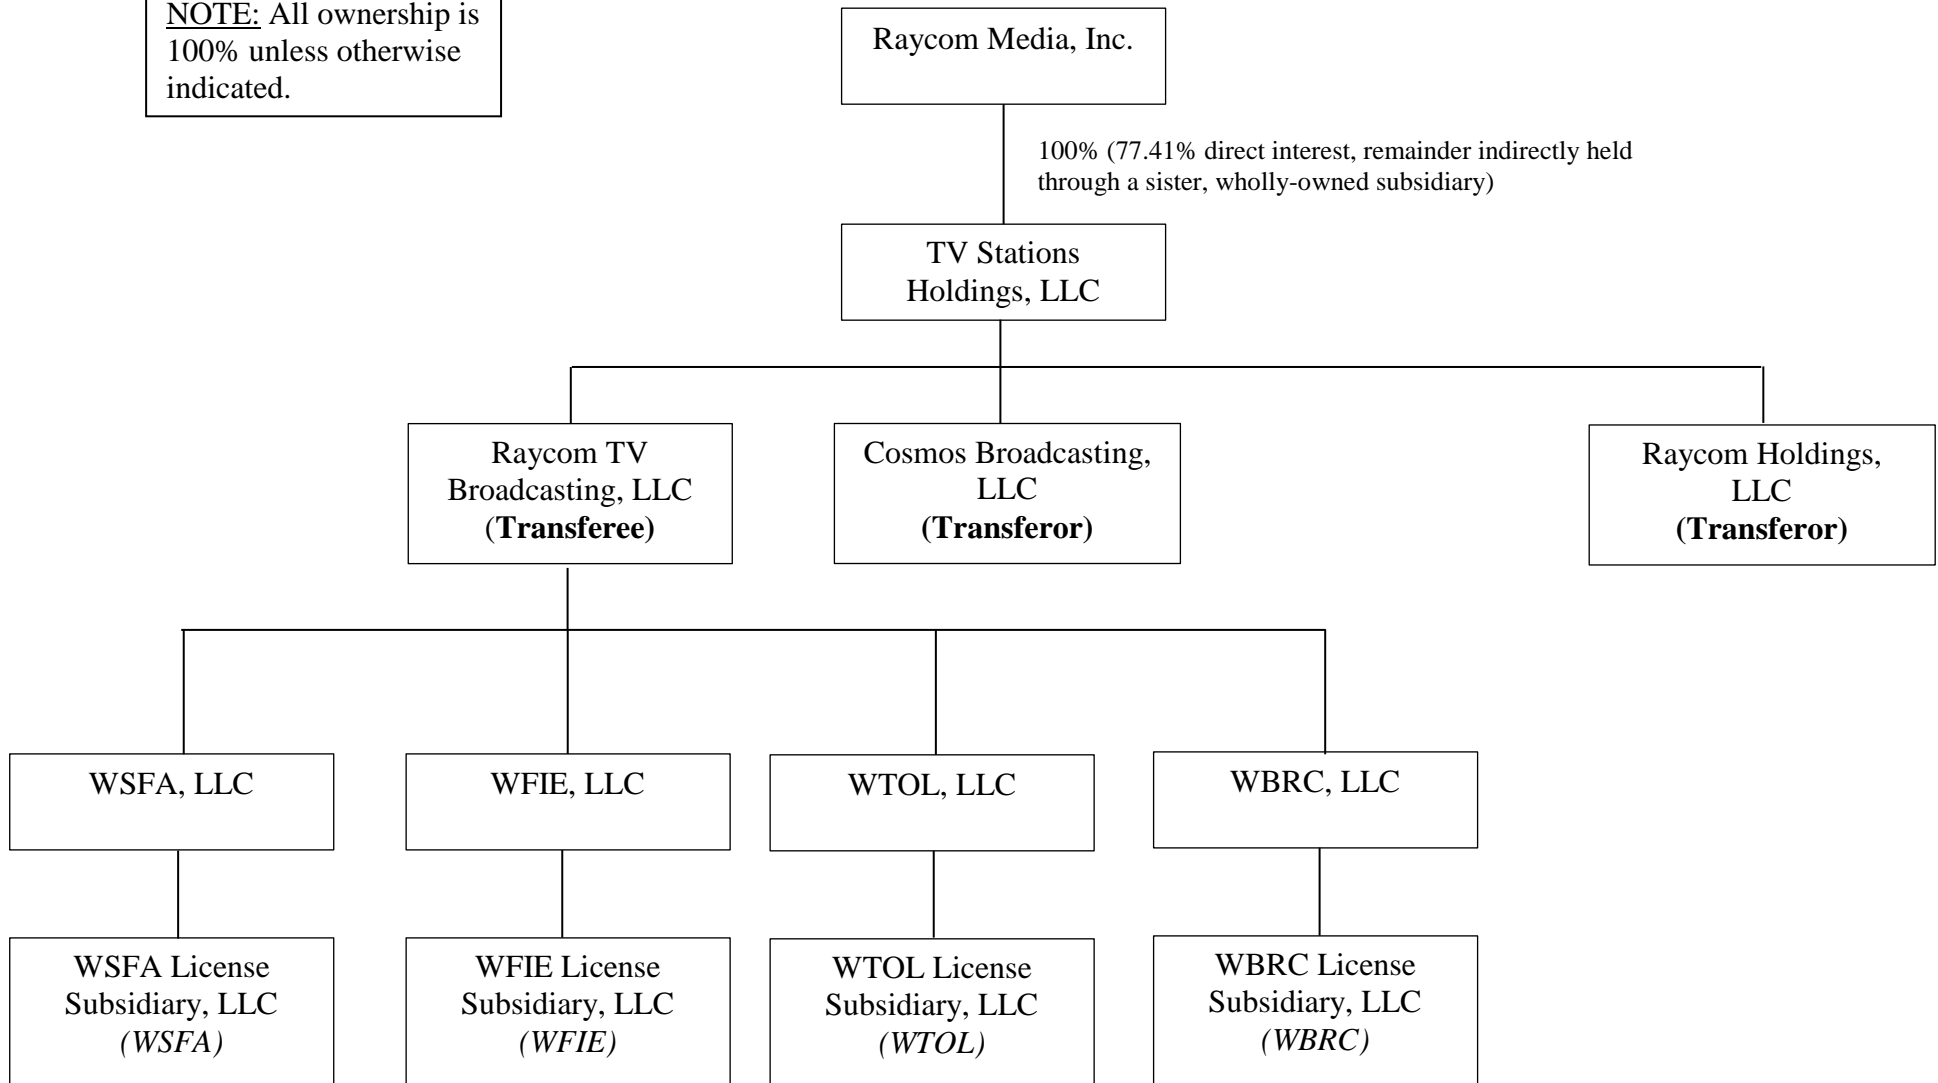 NOTE: All ownership is
100% unless otherwise
indicated.
Raycom Media, Inc.
100% (77.41% direct interest, remainder indirectly held
through a sister, wholly-owned subsidiary)
TV Stations
Holdings, LLC
Raycom TV
Broadcasting, LLC
(Transferee)
Cosmos Broadcasting,
LLC
(Transferor)
Raycom Holdings,
LLC
(Transferor)
WSFA, LLC
WFIE, LLC
WTOL, LLC
WBRC, LLC
WSFA License
Subsidiary, LLC
(WSFA)
WFIE License
Subsidiary, LLC
(WFIE)
WTOL License
Subsidiary, LLC
(WTOL)
WBRC License
Subsidiary, LLC
(WBRC)